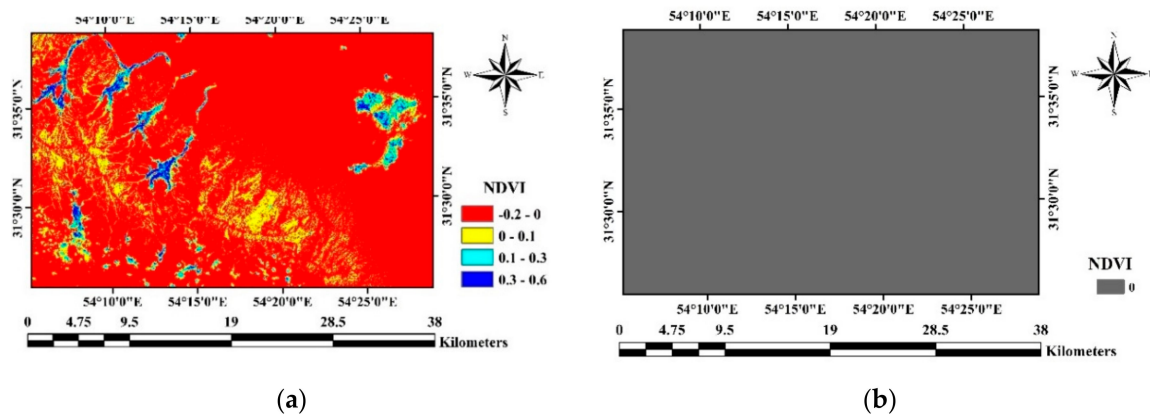 54°10'0"E 54°15'0"E 54°20'0"E 54°25'0"E
N
W E
S
31°35'0"N 31°35'0"N
31°30'0"N 31°30'0"N
NDVI
-0.2 - 0
0 - 0.1
0.1 - 0.3
0.3 - 0.6
54°10'0"E 54°15'0"E 54°20'0"E 54°25'0"E
0 4.75 9.5 19 28.5 38
Kilometers
(a)
54°10'0"E 54°15'0"E 54°20'0"E 54°25'0"E
N
W
S
31°35'0"N 31°35'0"N
31°30'0"N 31°30'0"N
NDVI
0
54°10'0"E 54°15'0"E 54°20'0"E 54°25'0"E
0 4.75 9.5 19 28.5 38
Kilometers
(b)